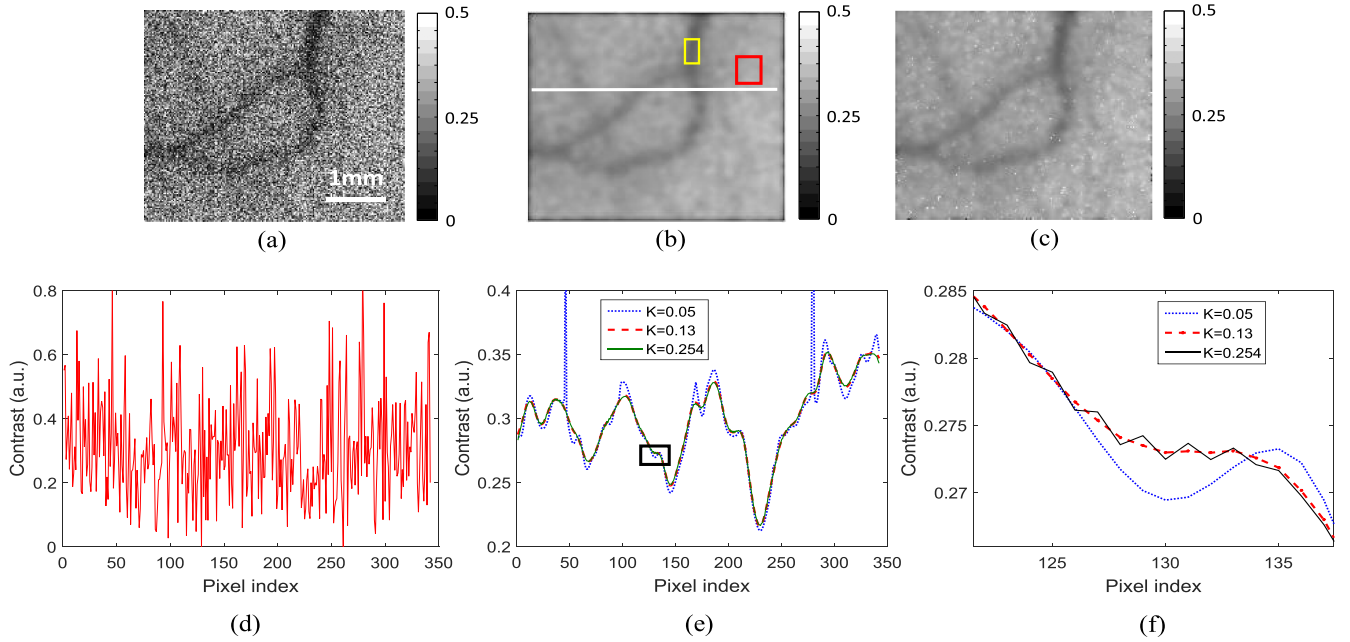 0.5
0.25
0
1mm
(a)
0.5
0.25
0
(b)
0.5
0.25
0
(c)
0.8
0.6
0.4
0.2
0
0 50 100 150 200 250 300 350
Contrast (a.u.)
Pixel index
(d)
0.4
0.35
0.3
0.25
0.2
0 50 100 150 200 250 300 350
Contrast (a.u.)
K=0.05
K=0.13
K=0.254
Pixel index
(e)
0.285
0.28
0.275
0.27
125 130 135
Contrast (a.u.)
K=0.05
K=0.13
K=0.254
Pixel index
(f)